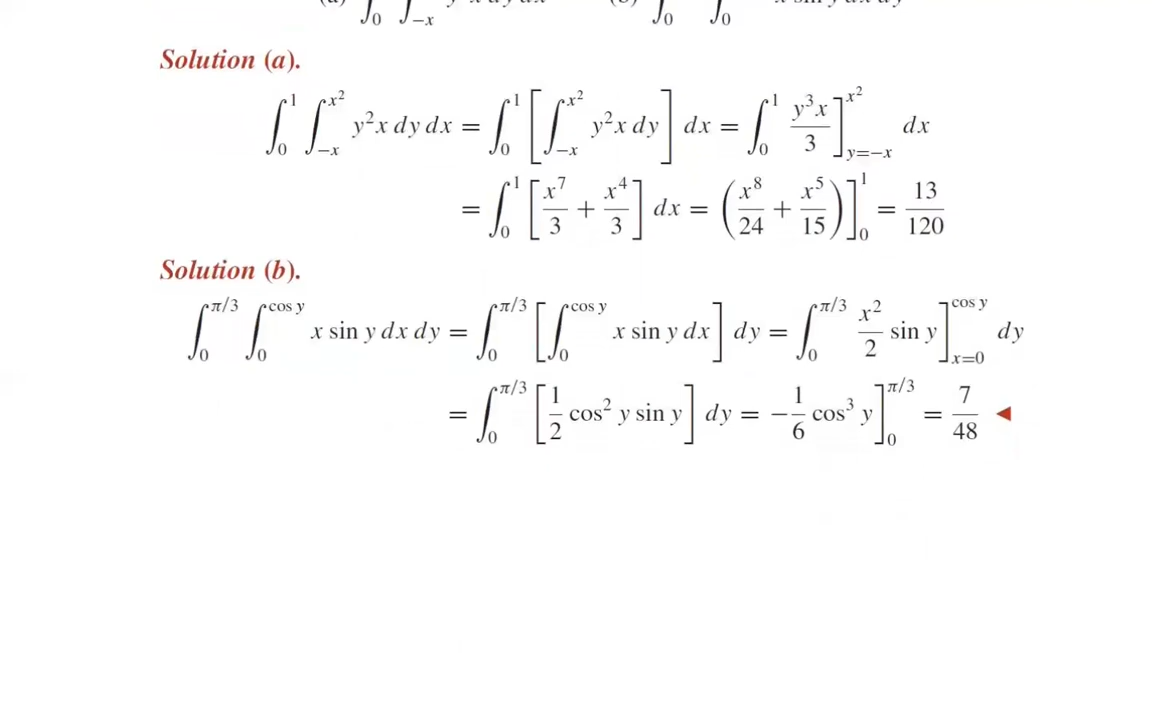 Solution (a).
∫₀¹ ∫₋ₓ^{x²} y²x dy dx = ∫₀¹ [∫₋ₓ^{x²} y²x dy] dx = ∫₀¹ y³x/3 ]_{y=−x}^{x²} dx
= ∫₀¹ [x⁷/3 + x⁴/3] dx = (x⁸/24 + x⁵/15)]₀¹ = 13/120
Solution (b).
∫₀^{π/3} ∫₀^{cos y} x sin y dx dy = ∫₀^{π/3} [∫₀^{cos y} x sin y dx] dy = ∫₀^{π/3} x²/2 sin y]_{x=0}^{cos y} dy
= ∫₀^{π/3} [1/2 cos² y sin y] dy = −1/6 cos³ y]₀^{π/3} = 7/48 ◄